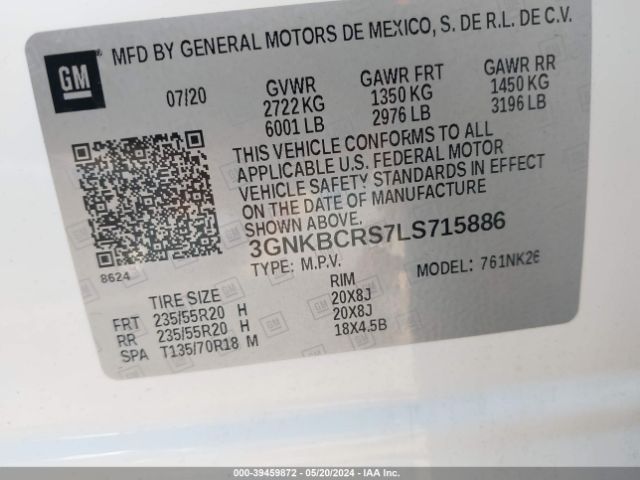 GM
MFD BY GENERAL MOTORS DE MEXICO, S. DE R.L. DE C.V.
07/20
GVWR GAWR FRT GAWR RR
2722 KG 1350 KG 1450 KG
6001 LB 2976 LB 3196 LB
THIS VEHICLE CONFORMS TO ALL
APPLICABLE U.S. FEDERAL MOTOR
VEHICLE SAFETY STANDARDS IN EFFECT
ON THE DATE OF MANUFACTURE
SHOWN ABOVE.
3GNKBCRS7LS715886
8624
TYPE: M.P.V. MODEL: 761NK26
TIRE SIZE RIM
FRT 235/55R20 H 20X8J
RR 235/55R20 H 20X8J
SPA T135/70R18 M 18X4.5B
000-39459872 — 05/20/2024 — IAAI.COM